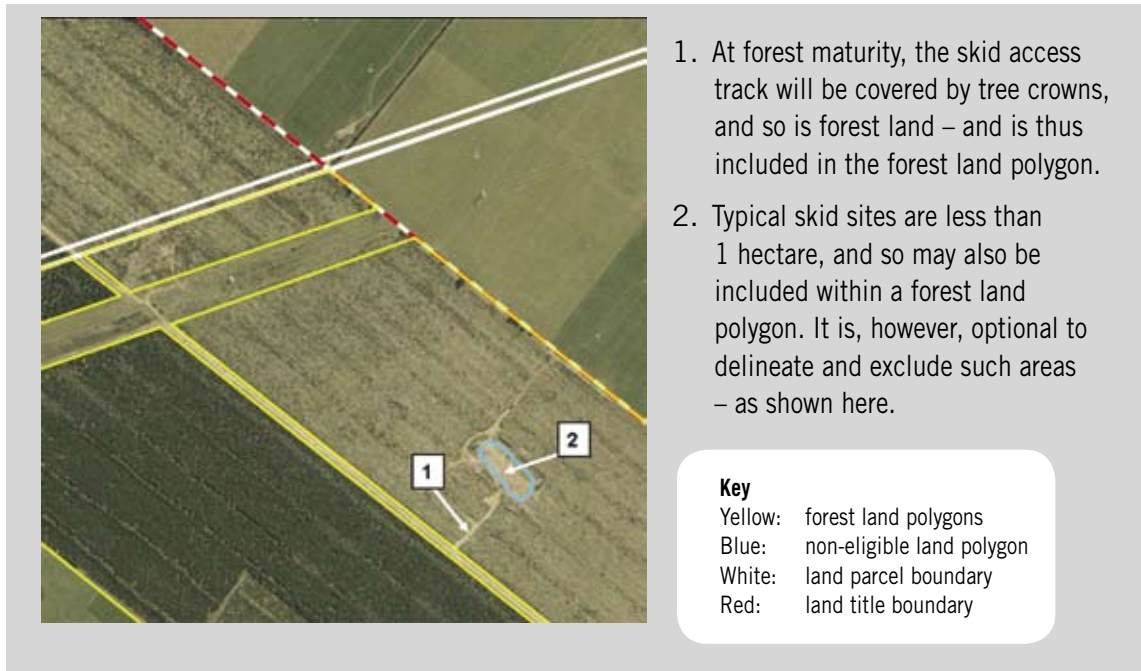 1. At forest maturity, the skid access
track will be covered by tree crowns,
and so is forest land – and is thus
included in the forest land polygon.
2. Typical skid sites are less than
1 hectare, and so may also be
included within a forest land
polygon. It is, however, optional to
delineate and exclude such areas
– as shown here.
1
2
Key
Yellow: forest land polygons
Blue: non-eligible land polygon
White: land parcel boundary
Red: land title boundary